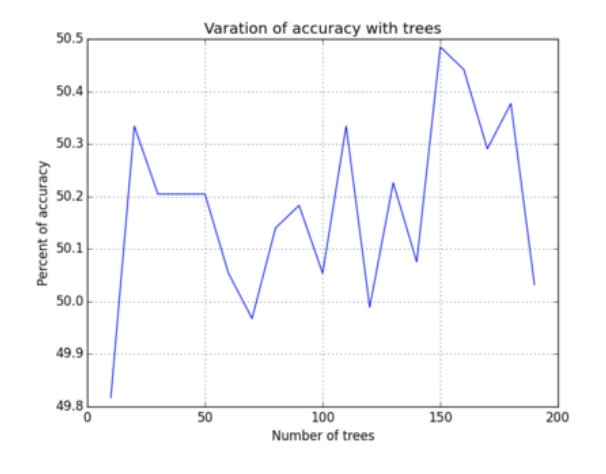 Varation of accuracy with trees
50.5
50.4
50.3
50.2
50.1
50.0
49.9
49.8
Percent of accuracy
0 50 100 150 200
Number of trees